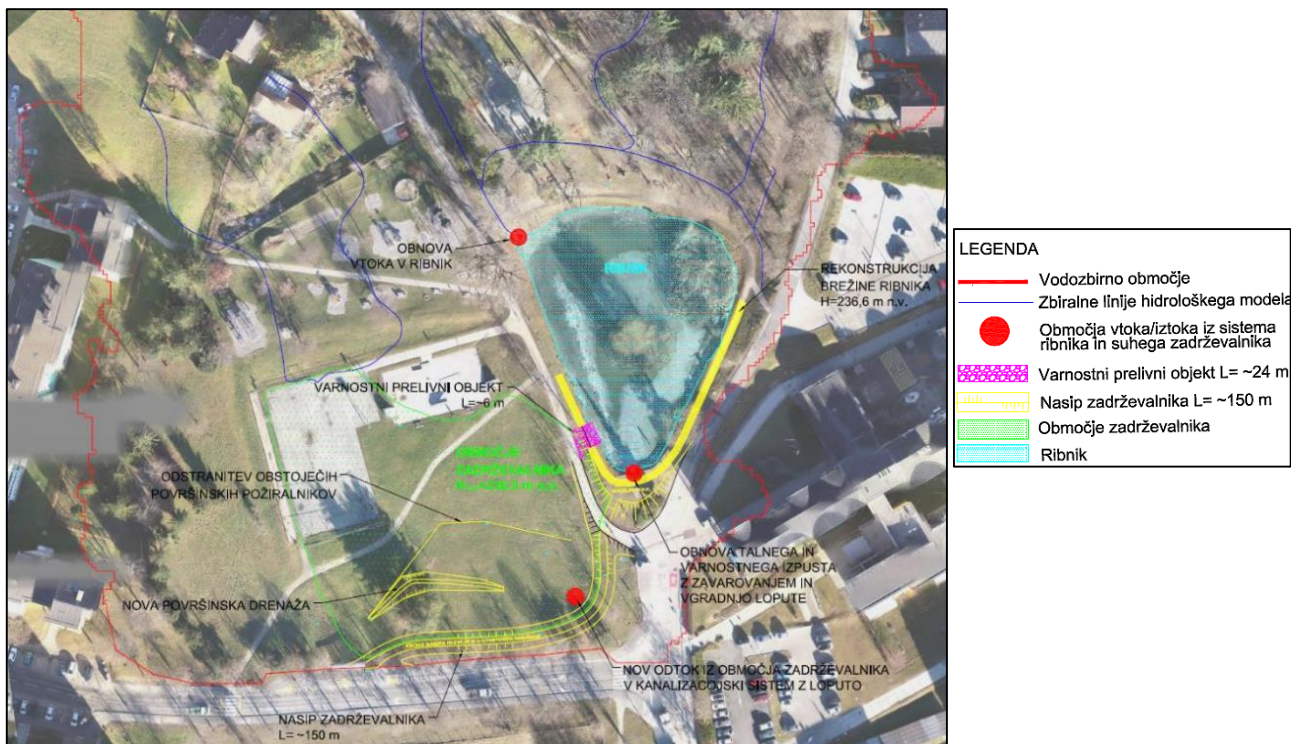 OBNOVA
VTOKA V RIBNIK
RIBNIK
REKONSTRUKCIJA
BREŽINE RIBNIKA
H=236,6 m n.v.
VARNOSTNI PRELIVNI OBJEKT
L=~6 m
OBMOČJE
ZADRŽEVALNIKA
m n.v.
ODSTRANITEV OBSTOJEČIH
POVRŠINSKIH POŽIRALNIKOV
NOVA POVRŠINSKA DRENAŽA
OBNOVA TALNEGA IN
VARNOSTNEGA IZPUSTA
Z ZAVAROVANJEM IN
VGRADNJO LOPUTE
NOV ODTOK IZ OBMOČJA ZADRŽEVALNIKA
V KANALIZACOJSKI SISTEM Z LOPUTO
NASIP ZADRŽEVALNIKA
L= ~150 m
LEGENDA
Vodozbirno območje
Zbiralne linije hidrološkega modela
Območja vtoka/iztoka iz sistema
ribnika in suhega zadrževalnika
Varnostni prelivni objekt L= ~24 m
Nasip zadrževalnika L= ~150 m
Območje zadrževalnika
Ribnik